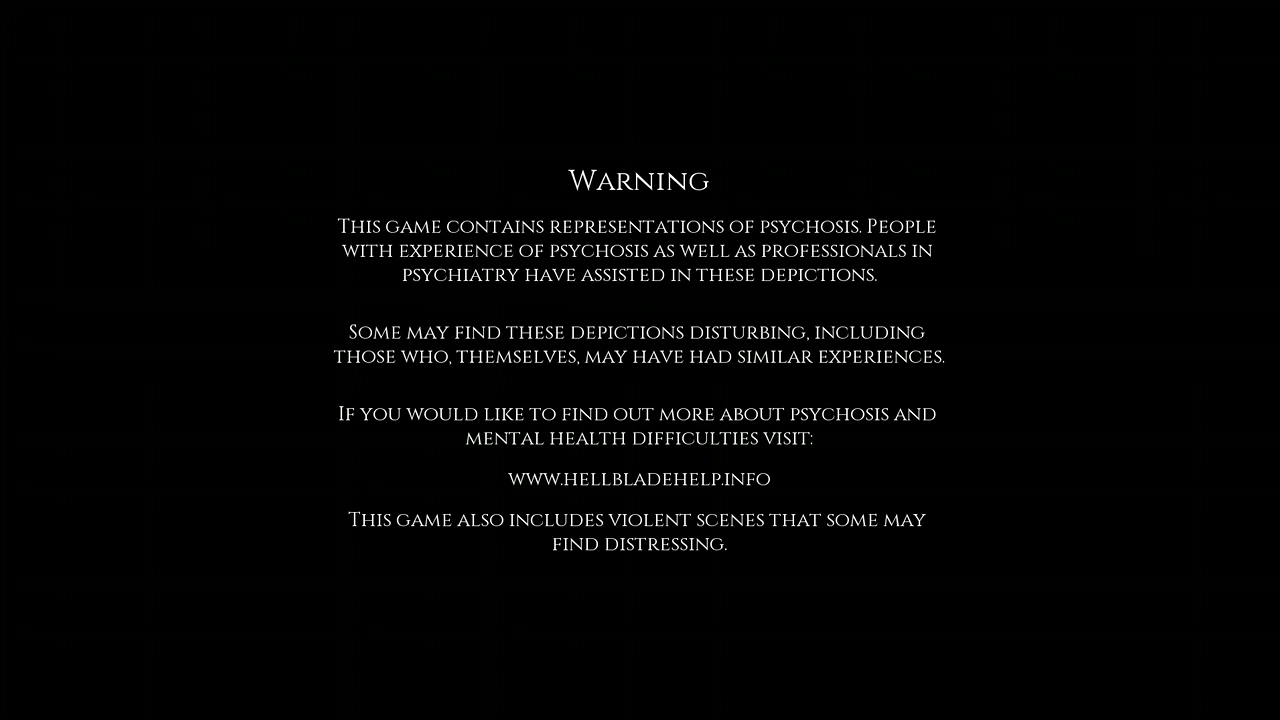 Warning
This game contains representations of psychosis. People
with experience of psychosis as well as professionals in
psychiatry have assisted in these depictions.
Some may find these depictions disturbing, including
those who, themselves, may have had similar experiences.
If you would like to find out more about psychosis and
mental health difficulties visit:
www.hellbladehelp.info
This game also includes violent scenes that some may
find distressing.